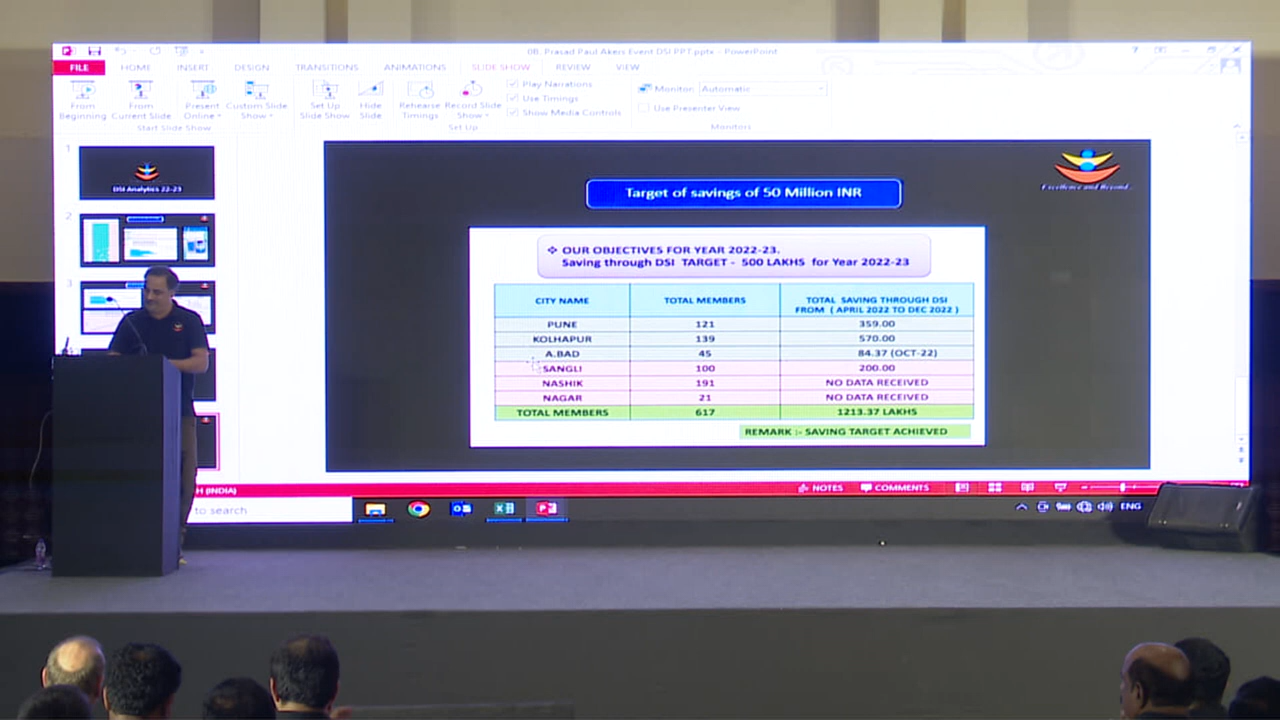 08. Prasad Paul Akers Event DSI PPT.pptx - PowerPoint
FILE HOME INSERT DESIGN TRANSITIONS ANIMATIONS SLIDE SHOW REVIEW VIEW
From Beginning
From Current Slide
Present Online
Custom Slide Show
Set Up Slide Show
Hide Slide
Rehearse Timings
Record Slide Show
Play Narrations
Use Timings
Show Media Controls
Monitor: Automatic
Use Presenter View
Start Slide Show
Set Up
Monitors
1
DSI Analytics 22-23
2
3
Excellence and Beyond...
Target of savings of 50 Million INR
❖ OUR OBJECTIVES FOR YEAR 2022-23.
Saving through DSI TARGET - 500 LAKHS for Year 2022-23
CITY NAME TOTAL MEMBERS TOTAL SAVING THROUGH DSI
FROM ( APRIL 2022 TO DEC 2022 )
PUNE 121 359.00
KOLHAPUR 139 570.00
A.BAD 45 84.37 (OCT-22)
SANGLI 100 200.00
NASHIK 191 NO DATA RECEIVED
NAGAR 21 NO DATA RECEIVED
TOTAL MEMBERS 617 1213.37 LAKHS
REMARK :- SAVING TARGET ACHIEVED
H (INDIA) NOTES COMMENTS
to search ENG